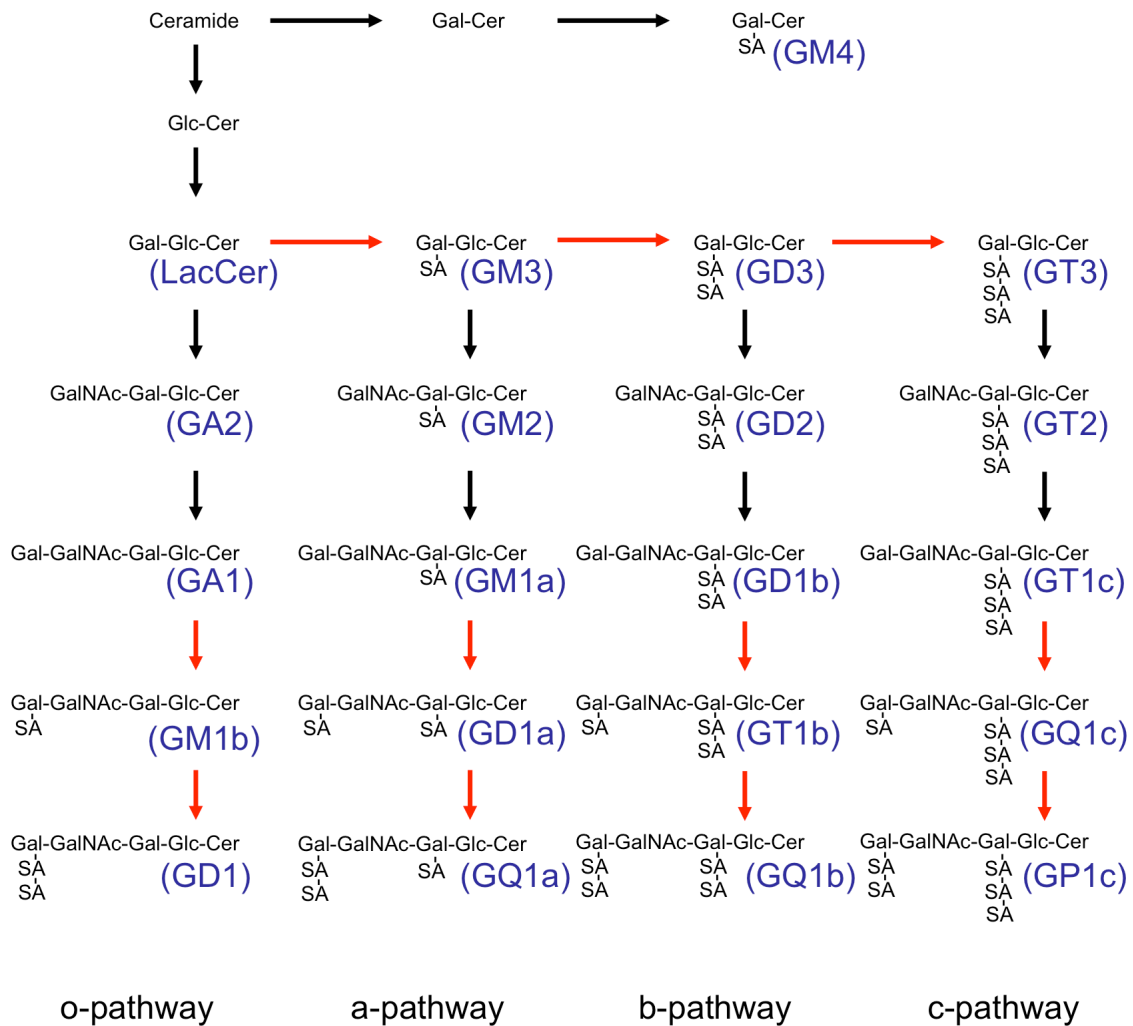 Ceramide Gal-Cer Gal-Cer
SA (GM4)
Glc-Cer
Gal-Glc-Cer Gal-Glc-Cer Gal-Glc-Cer Gal-Glc-Cer
(LacCer) SA (GM3) SA (GD3) SA (GT3)
SA SA
SA
GalNAc-Gal-Glc-Cer GalNAc-Gal-Glc-Cer GalNAc-Gal-Glc-Cer GalNAc-Gal-Glc-Cer
(GA2) SA (GM2) SA (GD2) SA (GT2)
SA SA
SA
Gal-GalNAc-Gal-Glc-Cer Gal-GalNAc-Gal-Glc-Cer Gal-GalNAc-Gal-Glc-Cer Gal-GalNAc-Gal-Glc-Cer
(GA1) SA (GM1a) SA (GD1b) SA (GT1c)
SA SA
SA
Gal-GalNAc-Gal-Glc-Cer Gal-GalNAc-Gal-Glc-Cer Gal-GalNAc-Gal-Glc-Cer Gal-GalNAc-Gal-Glc-Cer
SA (GM1b) SA SA (GD1a) SA SA (GT1b) SA SA (GQ1c)
SA SA
SA
Gal-GalNAc-Gal-Glc-Cer Gal-GalNAc-Gal-Glc-Cer Gal-GalNAc-Gal-Glc-Cer Gal-GalNAc-Gal-Glc-Cer
SA (GD1) SA SA (GQ1a) SA SA (GQ1b) SA SA (GP1c)
SA SA SA SA SA SA
SA
o-pathway a-pathway b-pathway c-pathway